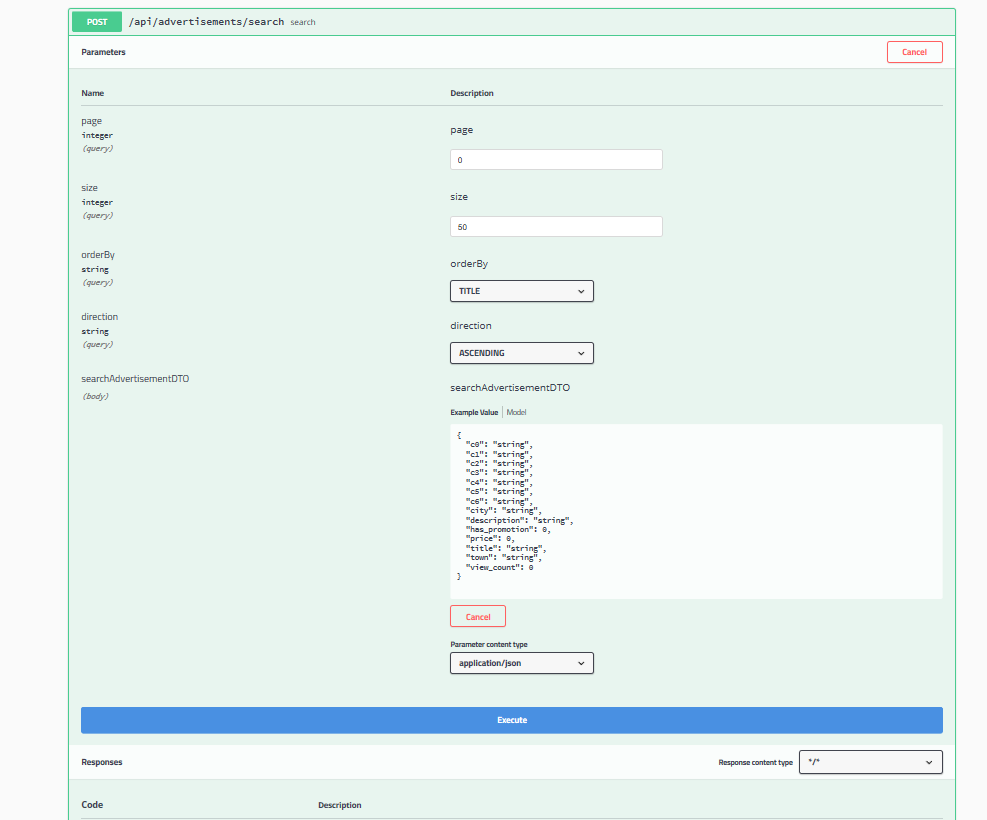 POST /api/advertisements/search search
Parameters
Cancel
Name Description
page
integer
(query)
page
0
size
integer
(query)
size
50
orderBy
string
(query)
orderBy
TITLE
direction
string
(query)
direction
ASCENDING
searchAdvertisementDTO
(body)
searchAdvertisementDTO
Example Value | Model
{
"c0": "string",
"c1": "string",
"c2": "string",
"c3": "string",
"c4": "string",
"c5": "string",
"c6": "string",
"city": "string",
"description": "string",
"has_promotion": 0,
"price": 0,
"title": "string",
"town": "string",
"view_count": 0
}
Cancel
Parameter content type
application/json
Execute
Responses Response content type */*
Code Description